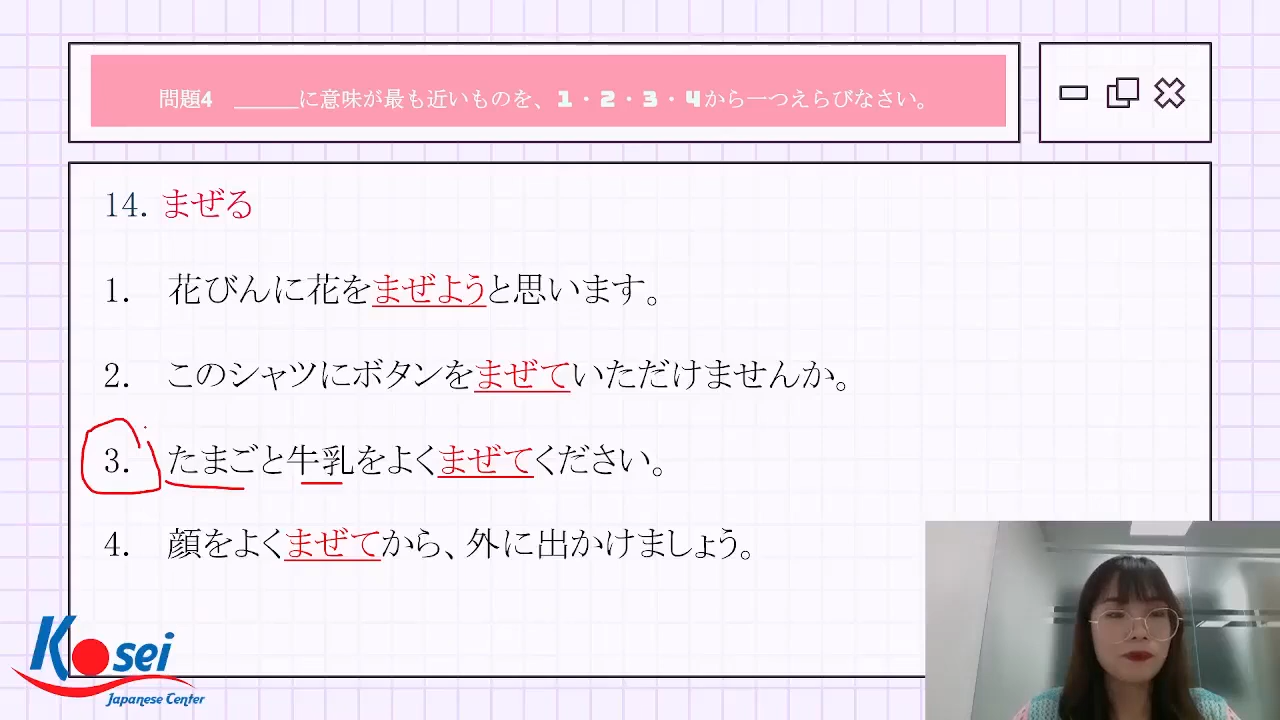 問題4 ______に意味が最も近いものを、1・2・3・4から一つえらびなさい。
14. まぜる
1. 花びんに花をまぜようと思います。
2. このシャツにボタンをまぜていただけませんか。
3. たまごと牛乳をよくまぜてください。
4. 顔をよくまぜてから、外に出かけましょう。
Kosei
Japanese Center